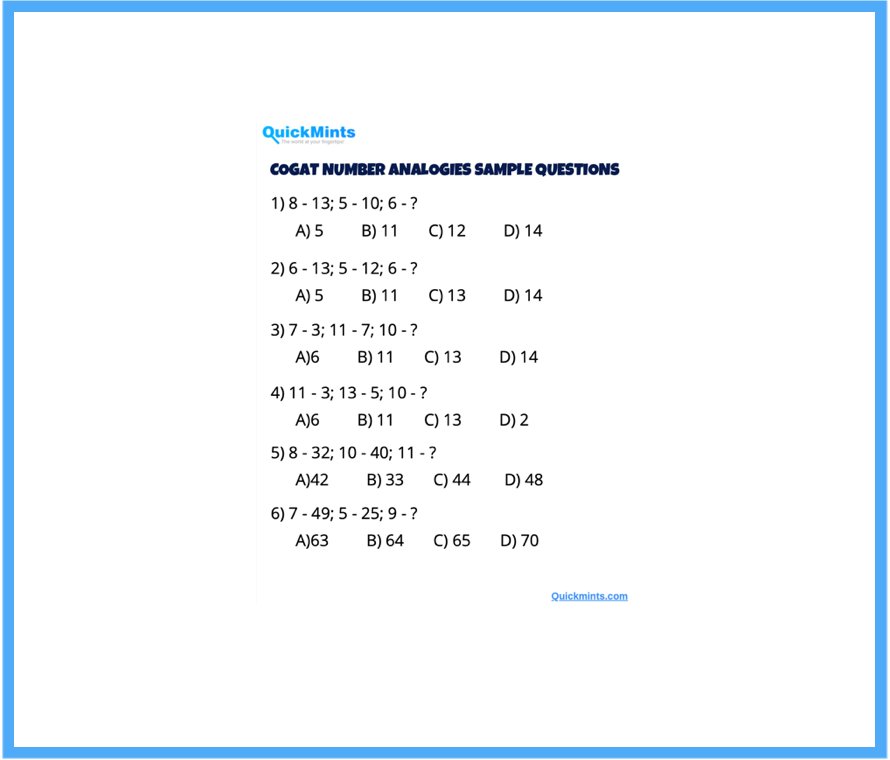 QuickMints
The world at your fingertips!
COGAT NUMBER ANALOGIES SAMPLE QUESTIONS
1) 8 - 13; 5 - 10; 6 - ?
A) 5 B) 11 C) 12 D) 14
2) 6 - 13; 5 - 12; 6 - ?
A) 5 B) 11 C) 13 D) 14
3) 7 - 3; 11 - 7; 10 - ?
A)6 B) 11 C) 13 D) 14
4) 11 - 3; 13 - 5; 10 - ?
A)6 B) 11 C) 13 D) 2
5) 8 - 32; 10 - 40; 11 - ?
A)42 B) 33 C) 44 D) 48
6) 7 - 49; 5 - 25; 9 - ?
A)63 B) 64 C) 65 D) 70
Quickmints.com